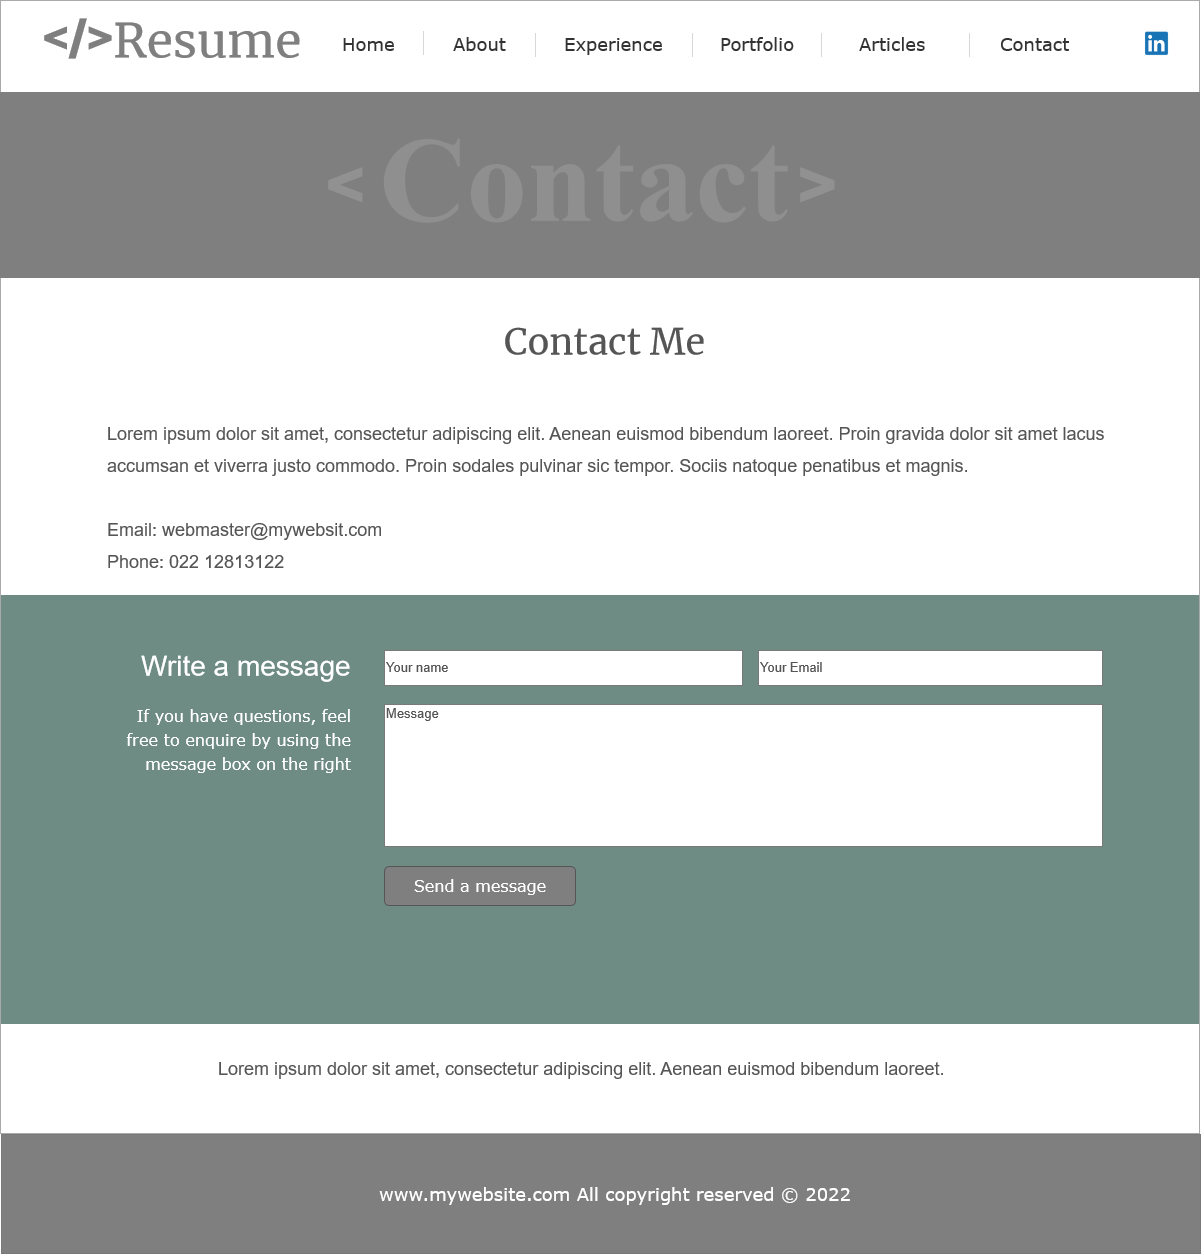 </>Resume
Home About Experience Portfolio Articles Contact in
<Contact>
Contact Me
Lorem ipsum dolor sit amet, consectetur adipiscing elit. Aenean euismod bibendum laoreet. Proin gravida dolor sit amet lacus
accumsan et viverra justo commodo. Proin sodales pulvinar sic tempor. Sociis natoque penatibus et magnis.
Email: webmaster@mywebsit.com
Phone: 022 12813122
Write a message
If you have questions, feel
free to enquire by using the
message box on the right
Your name
Your Email
Message
Send a message
Lorem ipsum dolor sit amet, consectetur adipiscing elit. Aenean euismod bibendum laoreet.
www.mywebsite.com All copyright reserved © 2022